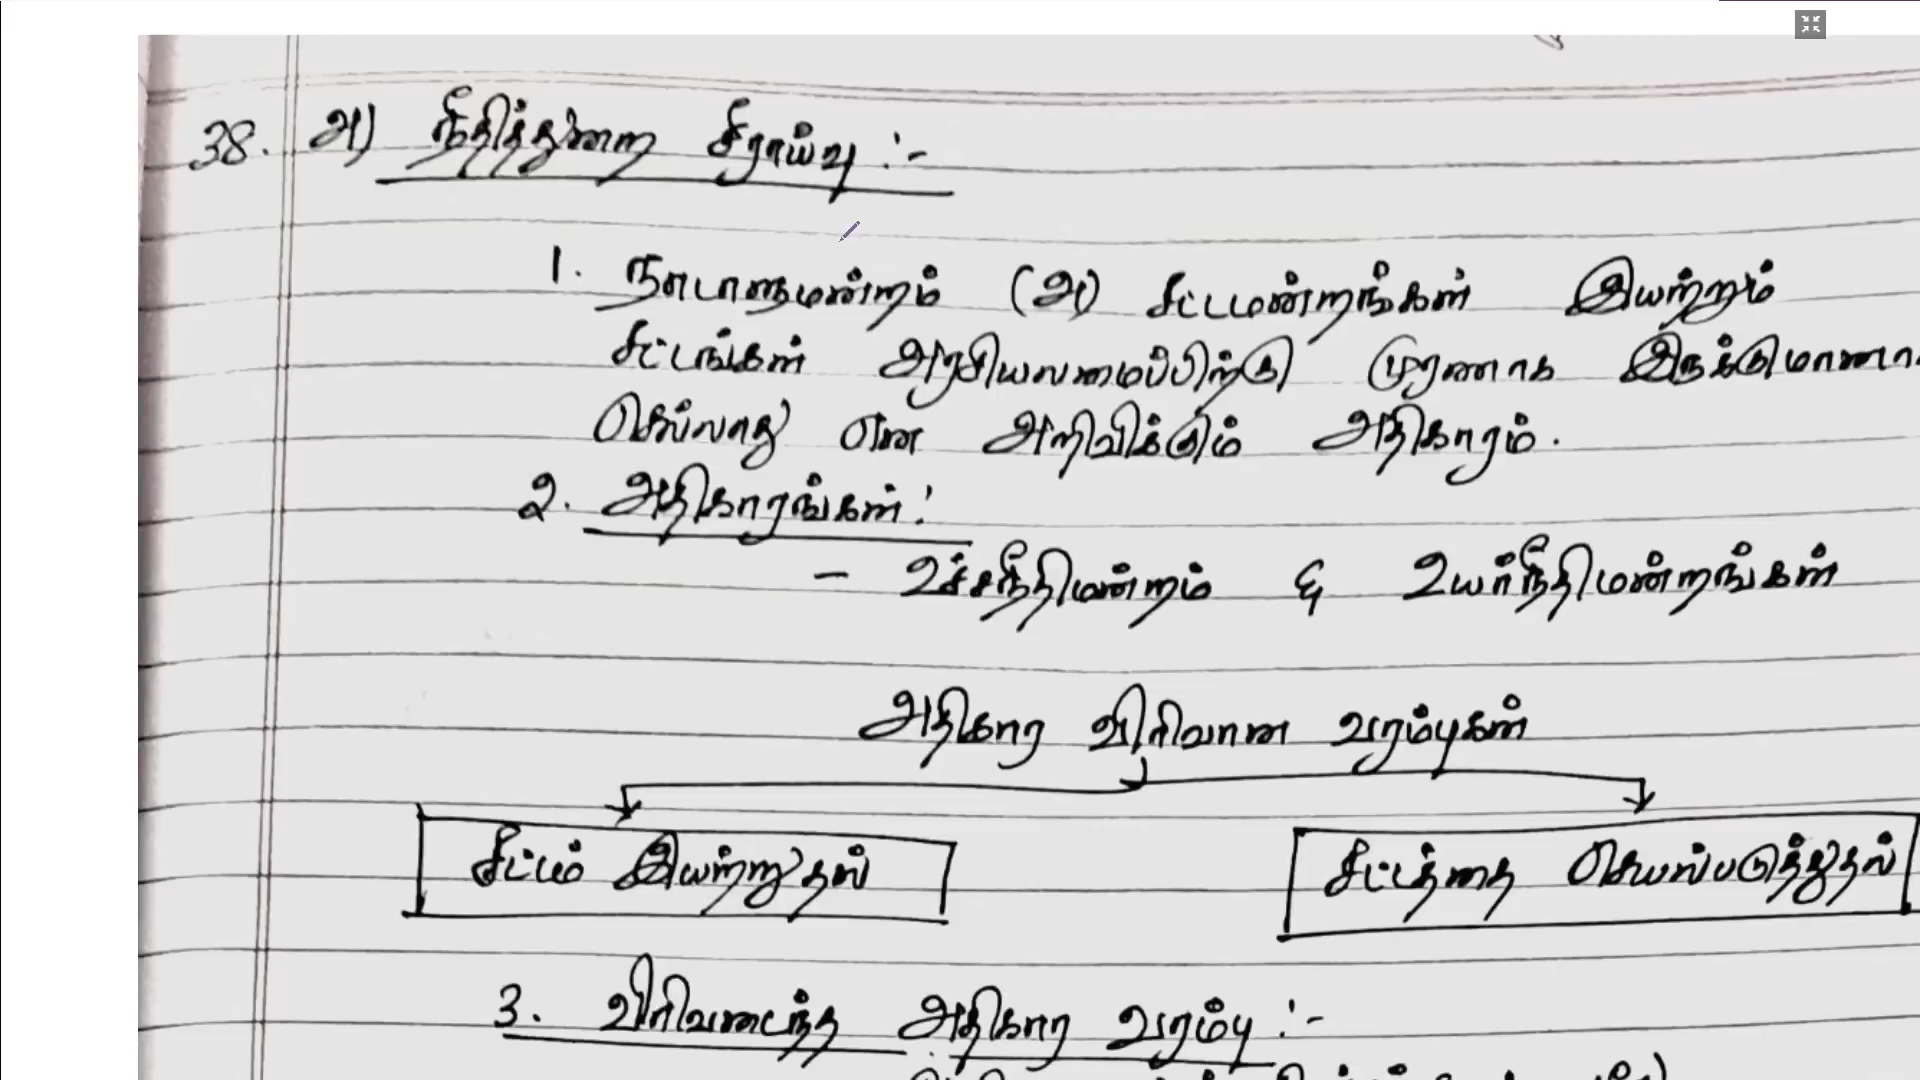 38. அ) நீதித்துறை சீராய்வு :-
1. நாடாளுமன்றம் (அ) சட்டமன்றங்கள் இயற்றும்
சட்டங்கள் அரசியலமைப்பிற்கு முரணாக இருக்குமானா
செல்லாது என அறிவிக்கும் அதிகாரம்.
2. அதிகாரங்கள் :
- உச்சநீதிமன்றம் & உயர்நீதிமன்றங்கள்
அதிகார விரிவான வரம்புகள்
சட்டம் இயற்றுதல் சட்டத்தை செயல்படுத்துதல்
3. விரிவடைந்த அதிகார வரம்பு :-